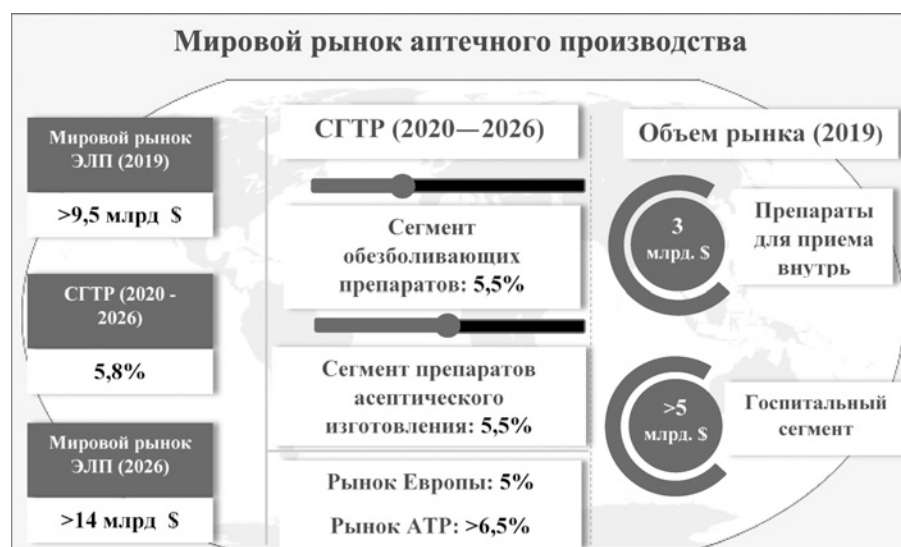 Мировой рынок аптечного производства
Мировой рынок
ЭЛП (2019)
>9,5 млрд $
СГТР (2020 -
2026)
5,8%
Мировой рынок
ЭЛП (2026)
>14 млрд $
СГТР (2020—2026)
Сегмент
обезболивающих
препаратов: 5,5%
Сегмент препаратов
асептического
изготовления: 5,5%
Рынок Европы: 5%
Рынок АТР: >6,5%
Объем рынка (2019)
3
млрд. $
Препараты
для приема
внутрь
>5
млрд. $
Госпитальный
сегмент